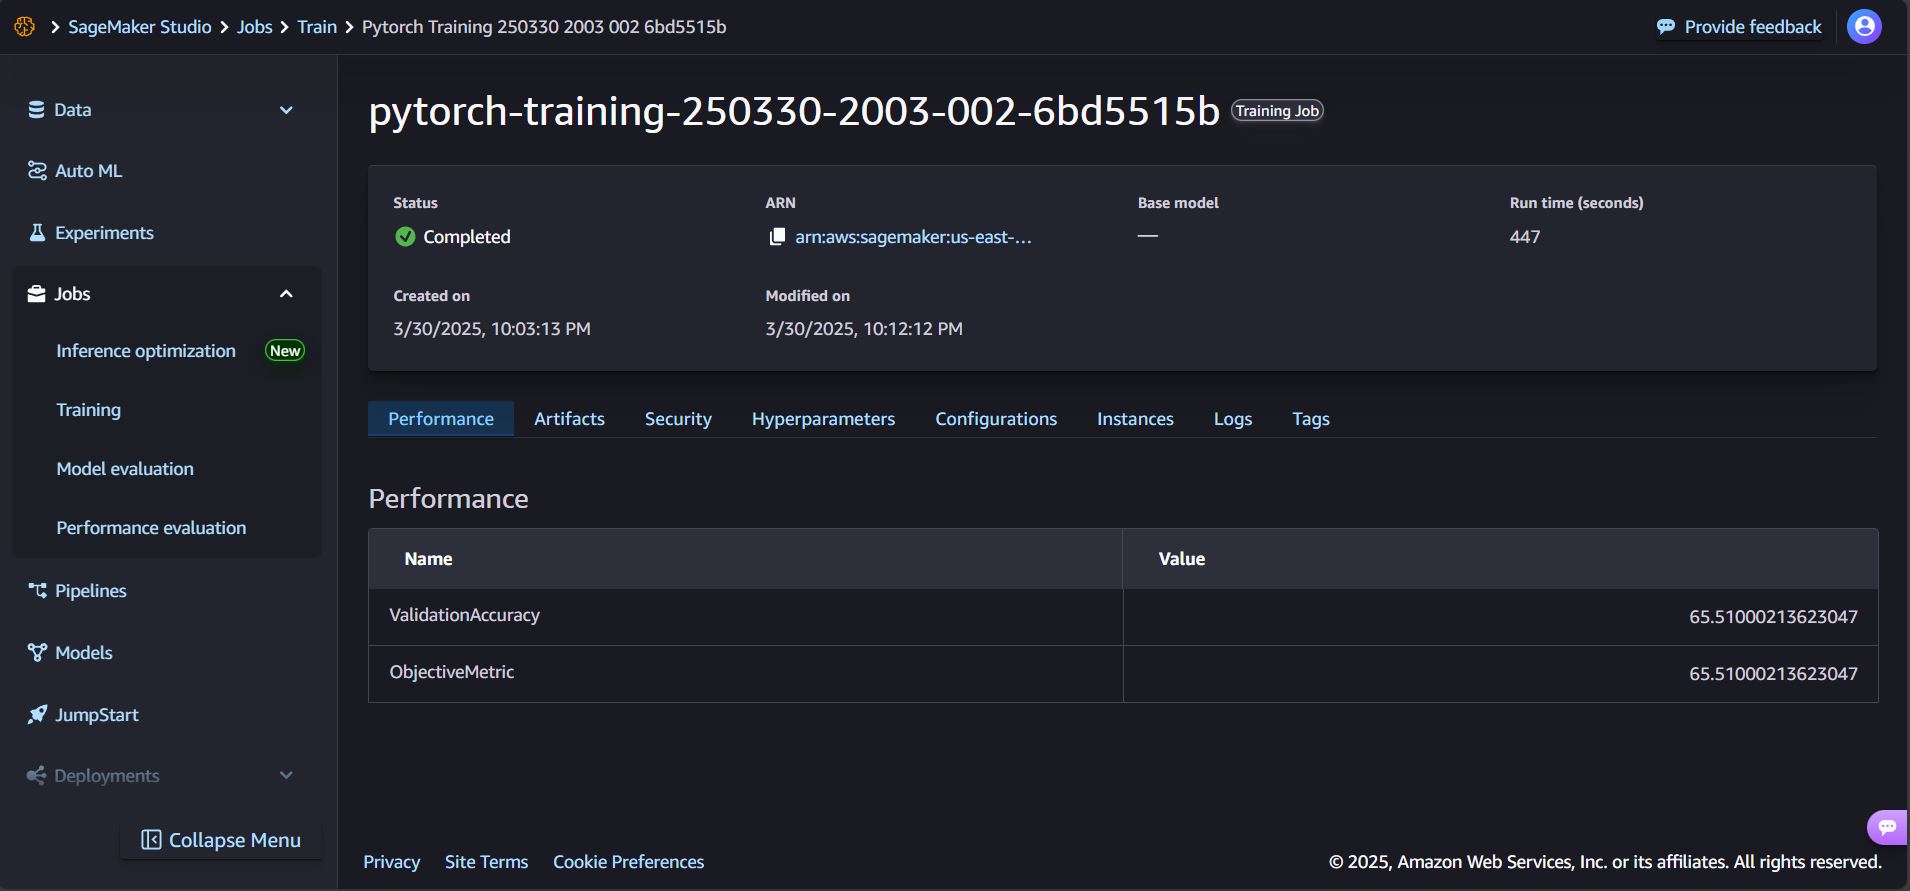 SageMaker Studio > Jobs > Train > Pytorch Training 250330 2003 002 6bd5515b
Provide feedback
Data
Auto ML
Experiments
Jobs
Inference optimization New
Training
Model evaluation
Performance evaluation
Pipelines
Models
JumpStart
Deployments
Collapse Menu
pytorch-training-250330-2003-002-6bd5515b Training Job
Status ARN Base model Run time (seconds)
Completed arn:aws:sagemaker:us-east-... — 447
Created on Modified on
3/30/2025, 10:03:13 PM 3/30/2025, 10:12:12 PM
Performance Artifacts Security Hyperparameters Configurations Instances Logs Tags
Performance
Name Value
ValidationAccuracy 65.51000213623047
ObjectiveMetric 65.51000213623047
Privacy Site Terms Cookie Preferences © 2025, Amazon Web Services, Inc. or its affiliates. All rights reserved.